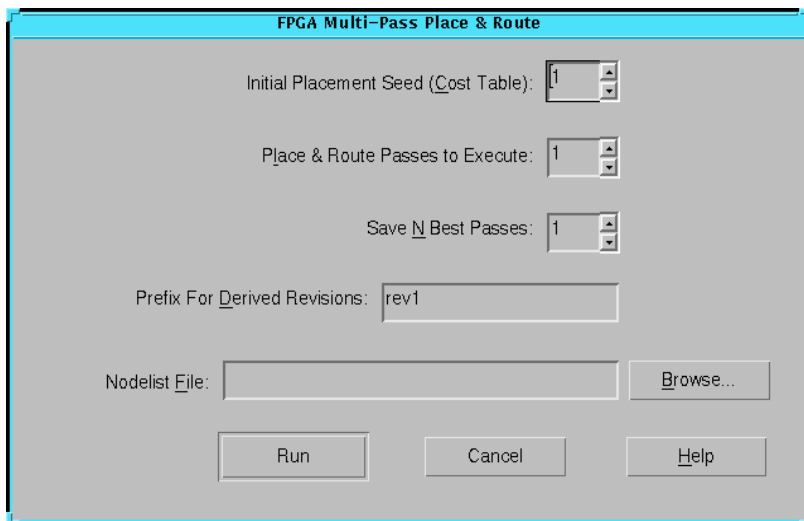 FPGA Multi-Pass Place & Route
Initial Placement Seed (Cost Table): 1
Place & Route Passes to Execute: 1
Save N Best Passes: 1
Prefix For Derived Revisions: rev1
Nodelist File: Browse...
Run Cancel Help